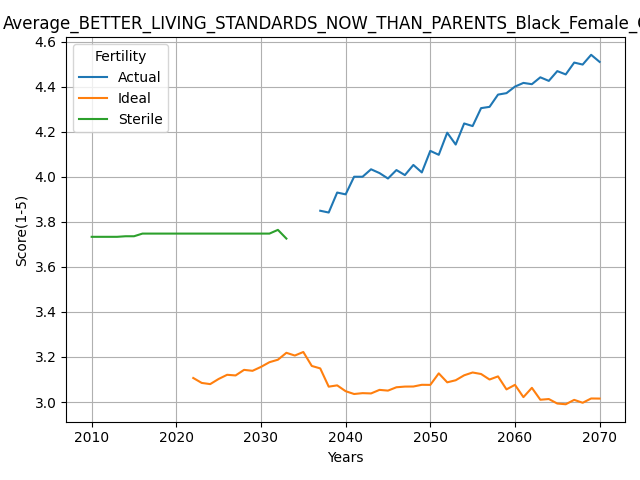 Average_BETTER_LIVING_STANDARDS_NOW_THAN_PARENTS_Black_Female_
4.6
4.4
4.2
4.0
3.8
3.6
3.4
3.2
3.0
Score(1-5)
Fertility
Actual
Ideal
Sterile
2010 2020 2030 2040 2050 2060 2070
Years